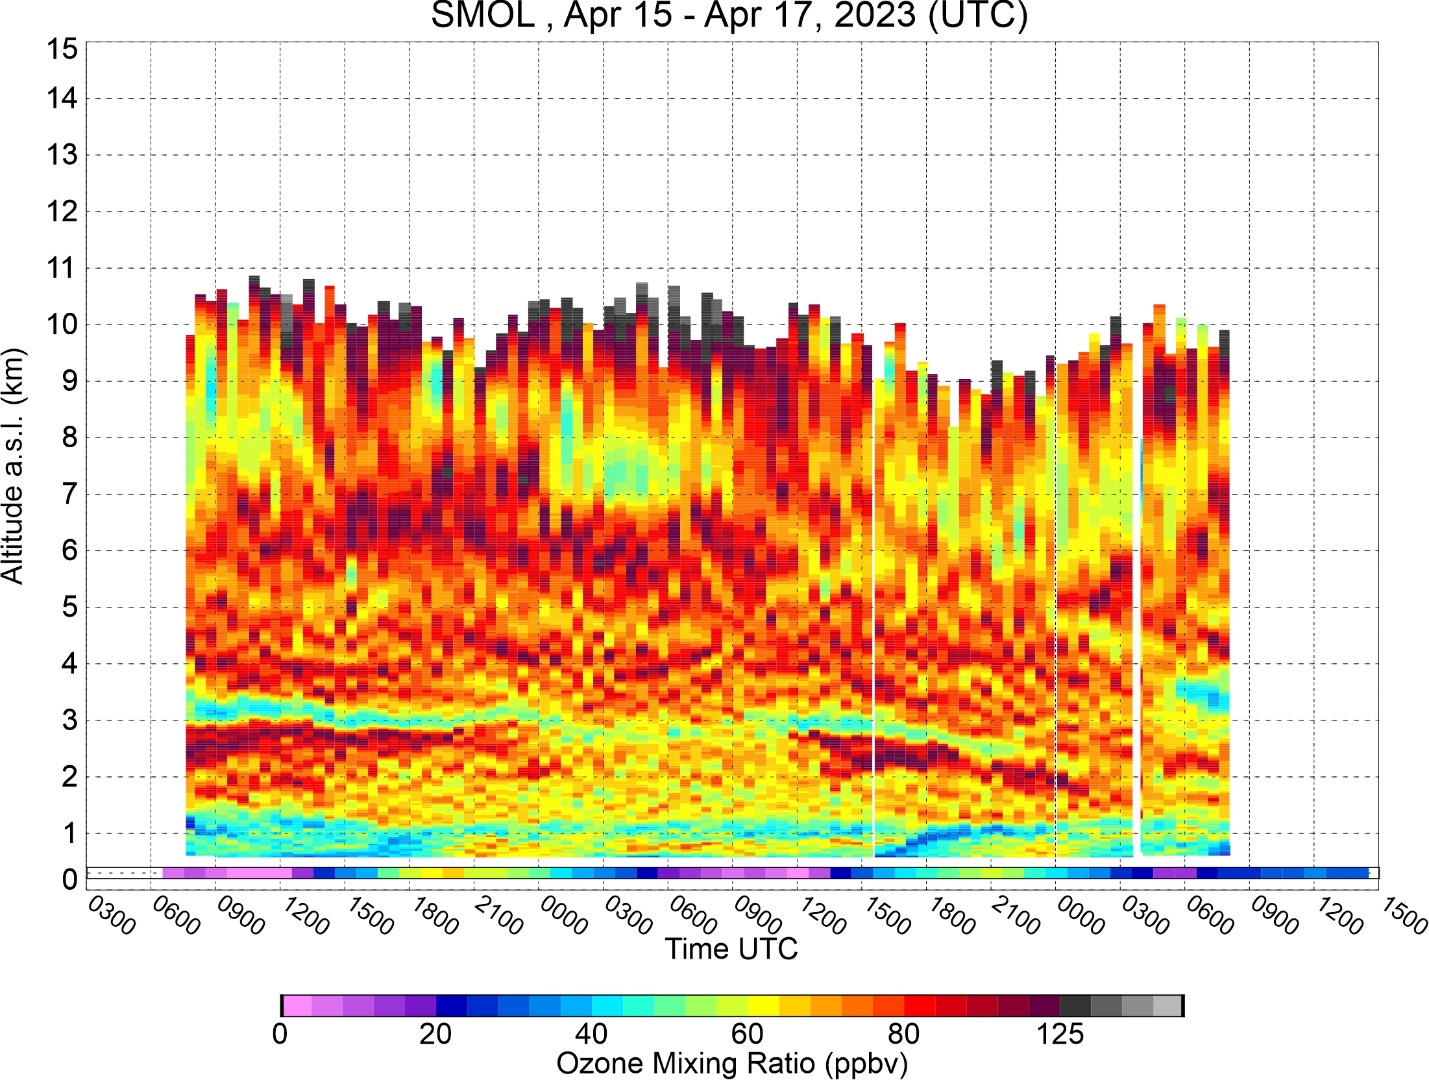 SMOL , Apr 15 - Apr 17, 2023 (UTC)
15
14
13
12
11
10
9
8
7
6
5
4
3
2
1
0
Altitude a.s.l. (km)
0300 0600 0900 1200 1500 1800 2100 0000 0300 0600 0900 1200 1500 1800 2100 0000 0300 0600 0900 1200 1500
Time UTC
0 20 40 60 80 125
Ozone Mixing Ratio (ppbv)